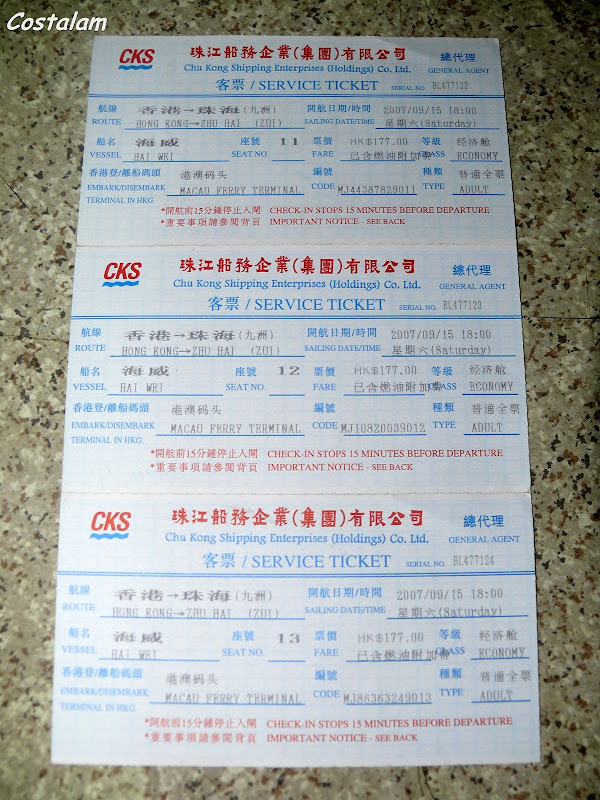 Costalam
CKS 珠江船務企業(集團)有限公司 總代理
Chu Kong Shipping Enterprises (Holdings) Co. Ltd. GENERAL AGENT
客票 / SERVICE TICKET SERIAL NO. BL477122
航線 香港→珠海(九洲) 開航日期/時間 2007/09/15 18:00
ROUTE HONG KONG→ZHU HAI (ZUI) SAILING DATE/TIME 星期六(Saturday)
船名 海威 座號 11 票價 HK$177.00 等級 经济舱
VESSEL HAI WEI SEAT NO. FARE 已含燃油附加费 CLASS ECONOMY
香港登/離船碼頭 港澳码头 編號 種類 普通全票
EMBARK/DISEMBARK MACAU FERRY TERMINAL CODE MJ44387829011 TYPE ADULT
TERMINAL IN HKG.
*開航前15分鐘停止入閘 CHECK-IN STOPS 15 MINUTES BEFORE DEPARTURE
*重要事項請參閱背頁 IMPORTANT NOTICE - SEE BACK
CKS 珠江船務企業(集團)有限公司 總代理
Chu Kong Shipping Enterprises (Holdings) Co. Ltd. GENERAL AGENT
客票 / SERVICE TICKET SERIAL NO. BL477123
航線 香港→珠海(九洲) 開航日期/時間 2007/09/15 18:00
ROUTE HONG KONG→ZHU HAI (ZUI) SAILING DATE/TIME 星期六(Saturday)
船名 海威 座號 12 票價 HK$177.00 等級 经济舱
VESSEL HAI WEI SEAT NO. FARE 已含燃油附加费 CLASS ECONOMY
香港登/離船碼頭 港澳码头 編號 種類 普通全票
EMBARK/DISEMBARK MACAU FERRY TERMINAL CODE MJ10820039012 TYPE ADULT
TERMINAL IN HKG.
*開航前15分鐘停止入閘 CHECK-IN STOPS 15 MINUTES BEFORE DEPARTURE
*重要事項請參閱背頁 IMPORTANT NOTICE - SEE BACK
CKS 珠江船務企業(集團)有限公司 總代理
Chu Kong Shipping Enterprises (Holdings) Co. Ltd. GENERAL AGENT
客票 / SERVICE TICKET SERIAL NO. BL477124
航線 香港→珠海(九洲) 開航日期/時間 2007/09/15 18:00
ROUTE HONG KONG→ZHU HAI (ZUI) SAILING DATE/TIME 星期六(Saturday)
船名 海威 座號 13 票價 HK$177.00 等級 经济舱
VESSEL HAI WEI SEAT NO. FARE 已含燃油附加费 CLASS ECONOMY
香港登/離船碼頭 港澳码头 編號 種類 普通全票
EMBARK/DISEMBARK MACAU FERRY TERMINAL CODE MJ86363249013 TYPE ADULT
TERMINAL IN HKG.
*開航前15分鐘停止入閘 CHECK-IN STOPS 15 MINUTES BEFORE DEPARTURE
*重要事項請參閱背頁 IMPORTANT NOTICE - SEE BACK